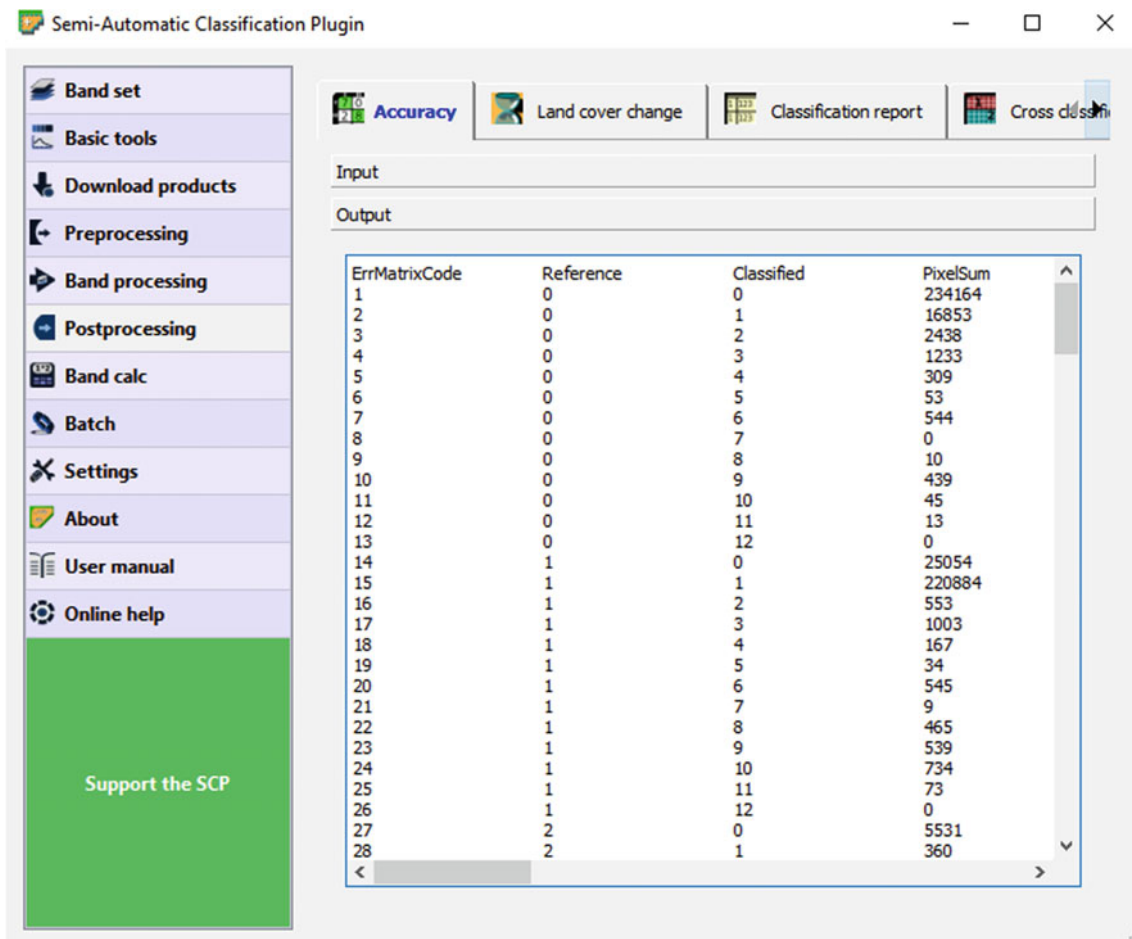 Semi-Automatic Classification Plugin
Band set
Basic tools
Download products
Preprocessing
Band processing
Postprocessing
Band calc
Batch
Settings
About
User manual
Online help
Support the SCP
Accuracy
Land cover change
Classification report
Cross classific
Input
Output
ErrMatrixCode Reference Classified PixelSum
1 0 0 234164
2 0 1 16853
3 0 2 2438
4 0 3 1233
5 0 4 309
6 0 5 53
7 0 6 544
8 0 7 0
9 0 8 10
10 0 9 439
11 0 10 45
12 0 11 13
13 0 12 0
14 1 0 25054
15 1 1 220884
16 1 2 553
17 1 3 1003
18 1 4 167
19 1 5 34
20 1 6 545
21 1 7 9
22 1 8 465
23 1 9 539
24 1 10 734
25 1 11 73
26 1 12 0
27 2 0 5531
28 2 1 360